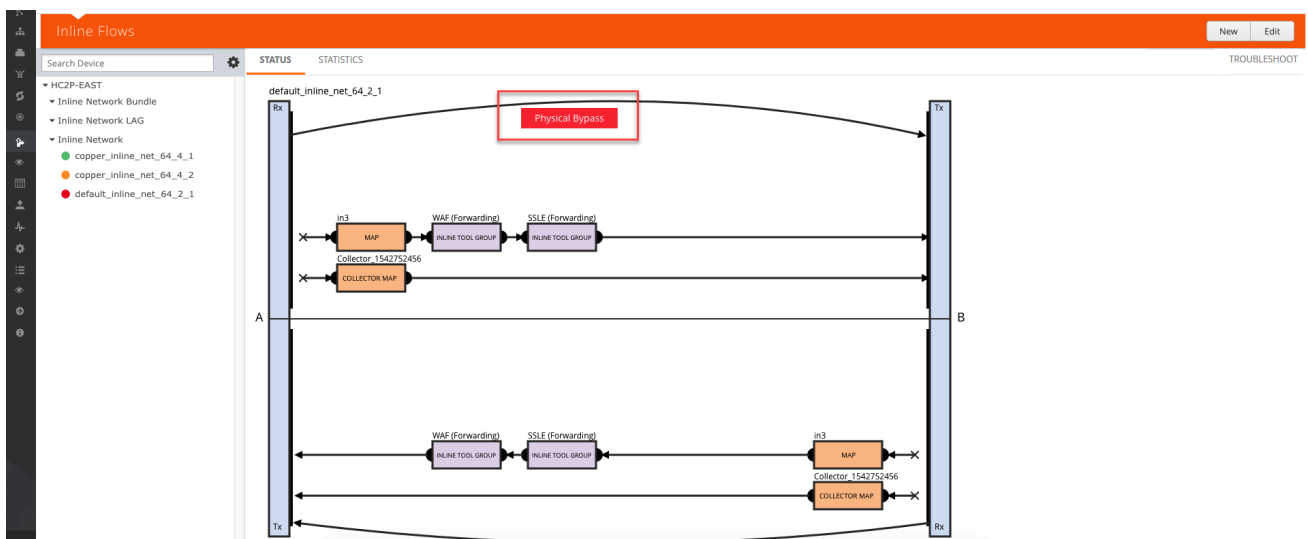 Inline Flows
New
Edit
Search Device
STATUS
STATISTICS
TROUBLESHOOT
HC2P-EAST
Inline Network Bundle
Inline Network LAG
Inline Network
copper_inline_net_64_4_1
copper_inline_net_64_4_2
default_inline_net_64_2_1
default_inline_net_64_2_1
Rx
Physical Bypass
Tx
in3
WAF (Forwarding)
SSLE (Forwarding)
MAP
INLINE TOOL GROUP
INLINE TOOL GROUP
Collector_1542752456
COLLECTOR MAP
A
B
WAF (Forwarding)
SSLE (Forwarding)
in3
INLINE TOOL GROUP
INLINE TOOL GROUP
MAP
Collector_1542752456
COLLECTOR MAP
Tx
Rx